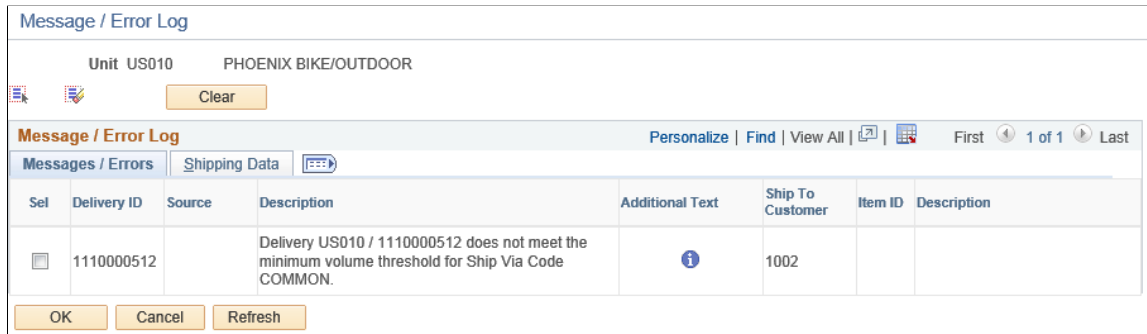 Message / Error Log
Unit US010 PHOENIX BIKE/OUTDOOR
Clear
Message / Error Log Personalize | Find | View All | | First 1 of 1 Last
Messages / Errors Shipping Data
Sel Delivery ID Source Description Additional Text Ship To Customer Item ID Description
1110000512 Delivery US010 / 1110000512 does not meet the
minimum volume threshold for Ship Via Code
COMMON. 1002
OK Cancel Refresh